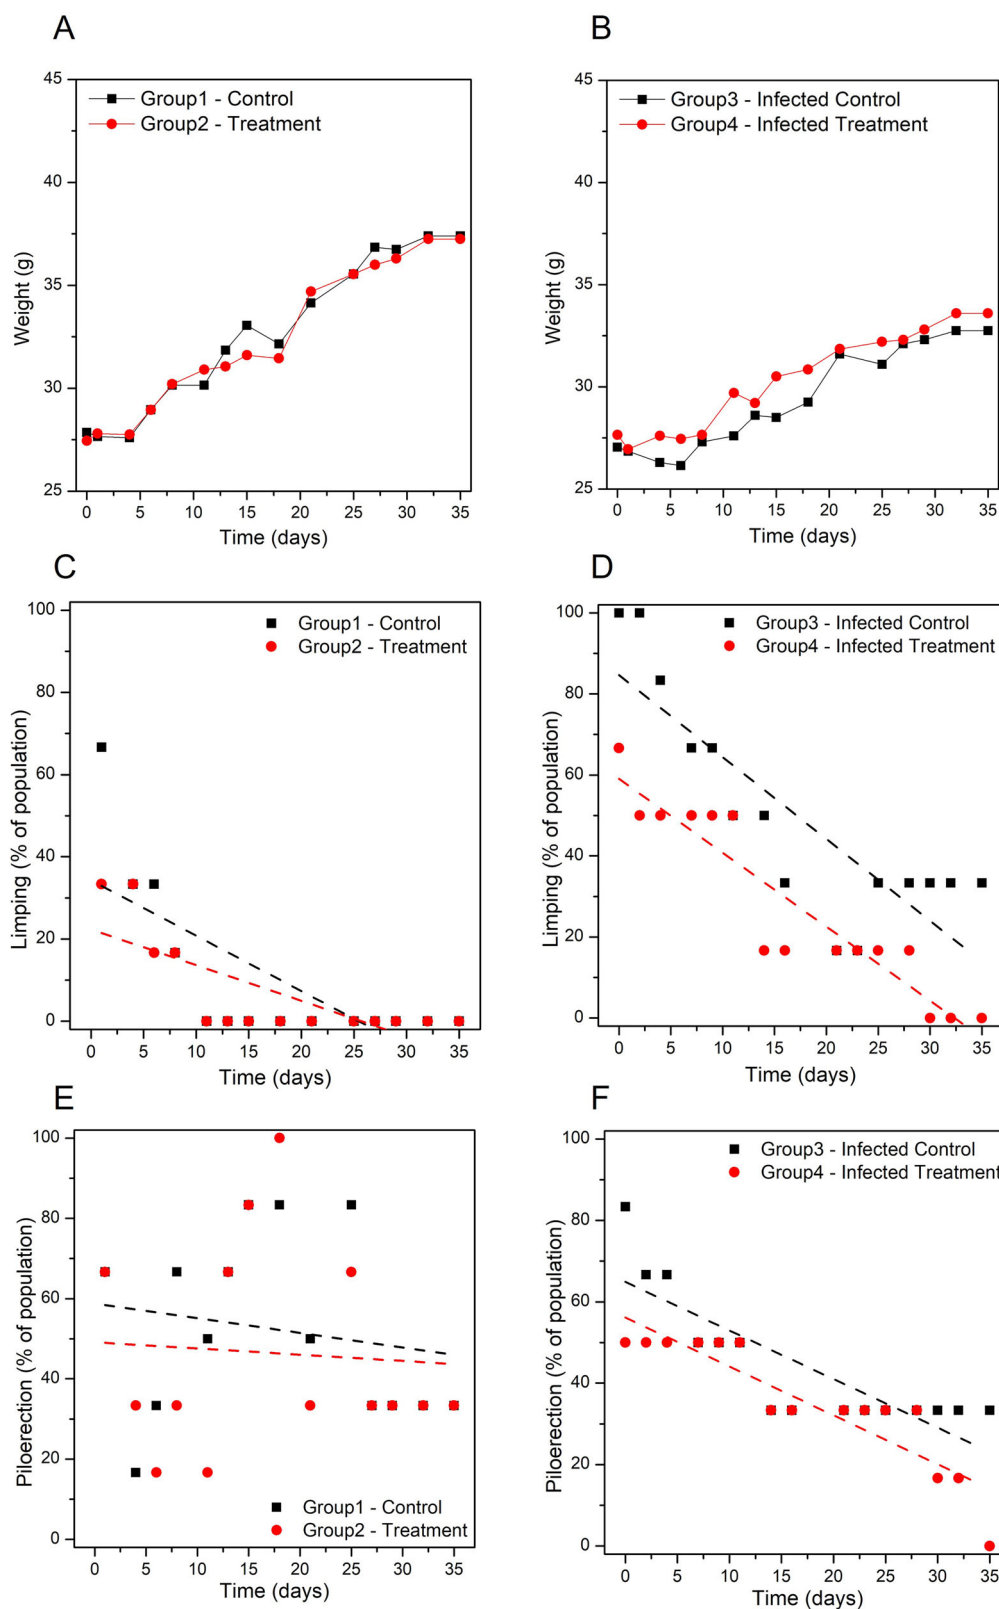 A
45
40
35
30
25
Weight (g)
Group1 - Control
Group2 - Treatment
0 5 10 15 20 25 30 35
Time (days)
B
45
40
35
30
25
Weight (g)
Group3 - Infected Control
Group4 - Infected Treatment
0 5 10 15 20 25 30 35
Time (days)
C
100
80
60
40
20
0
Limping (% of population)
Group1 - Control
Group2 - Treatment
0 5 10 15 20 25 30 35
Time (days)
D
100
80
60
40
20
0
Limping (% of population)
Group3 - Infected Control
Group4 - Infected Treatment
0 5 10 15 20 25 30 35
Time (days)
E
100
80
60
40
20
0
Piloerection (% of population)
Group1 - Control
Group2 - Treatment
0 5 10 15 20 25 30 35
Time (days)
F
100
80
60
40
20
0
Piloerection (% of population)
Group3 - Infected Control
Group4 - Infected Treatment
0 5 10 15 20 25 30 35
Time (days)